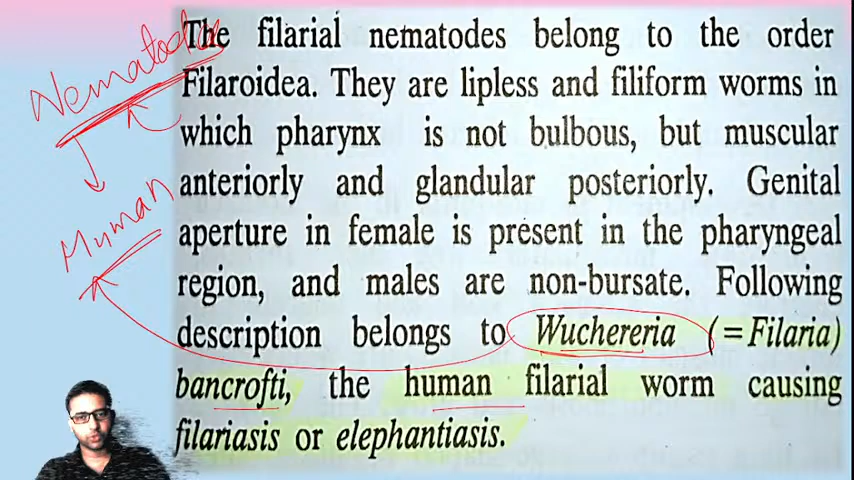 Nematodes
Human
The filarial nematodes belong to the order
Filaroidea. They are lipless and filiform worms in
which pharynx is not bulbous, but muscular
anteriorly and glandular posteriorly. Genital
aperture in female is present in the pharyngeal
region, and males are non-bursate. Following
description belongs to Wuchereria (=Filaria)
bancrofti, the human filarial worm causing
filariasis or elephantiasis.